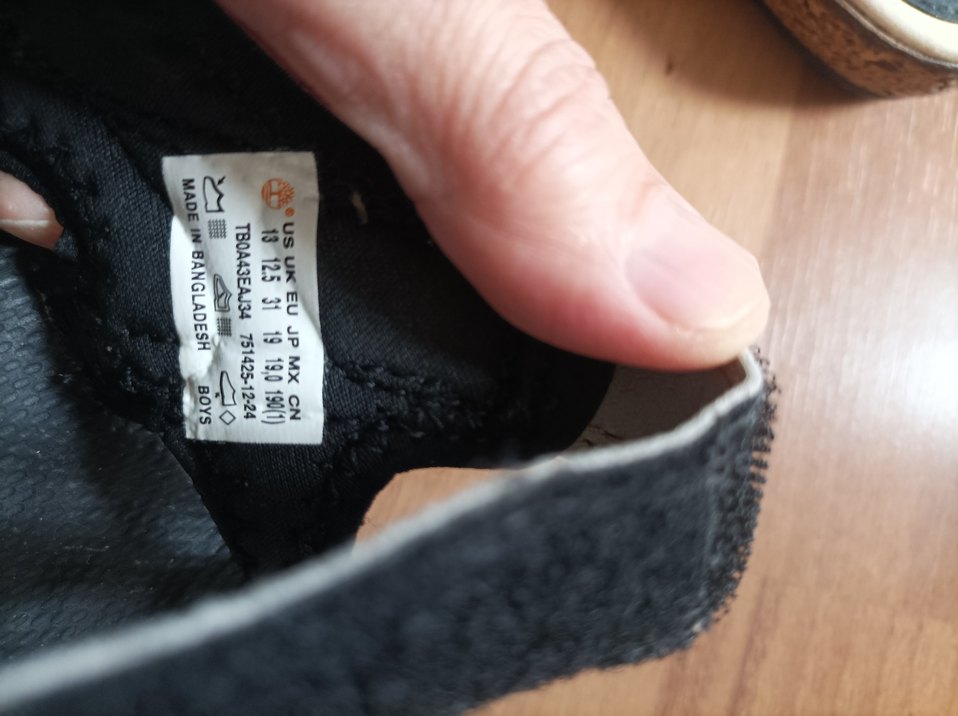 ® US UK EU JP MX CN
13 12.5 31 19 19,0 190(1)
TB0A43EAJ34 751425-12-24
MADE IN BANGLADESH BOYS